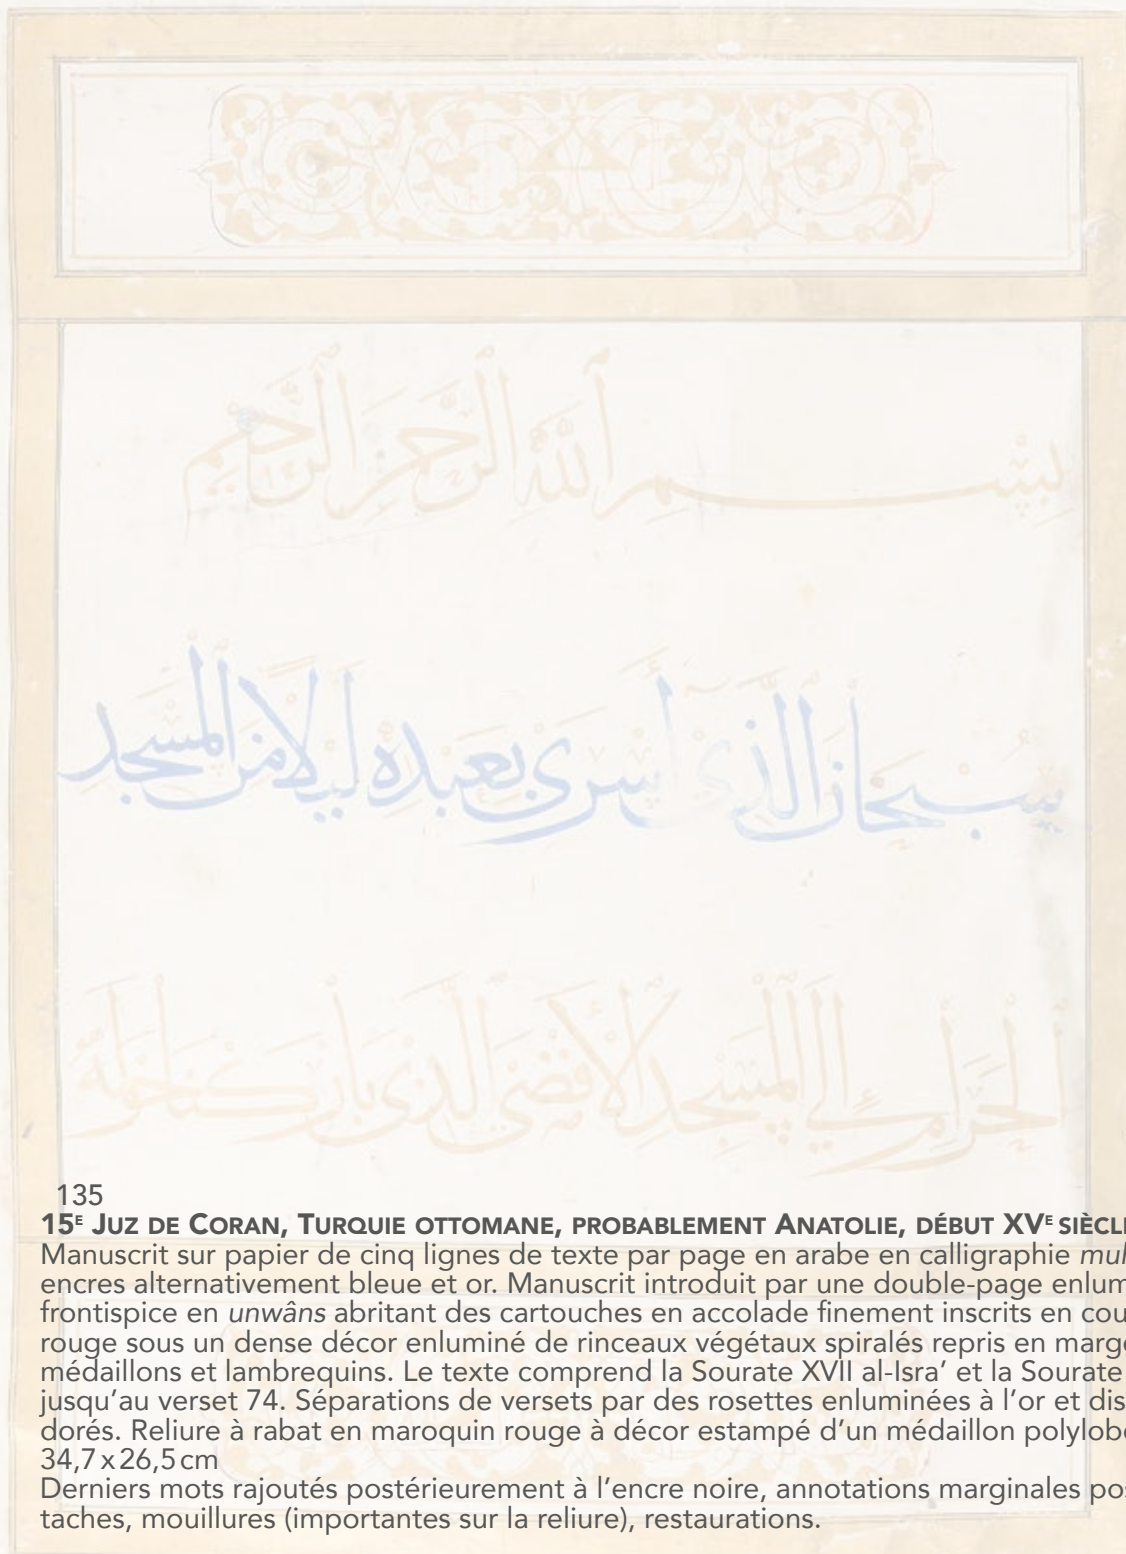 بسم الله الرحمن الرحيم
سبحان الذي أسرى بعبده ليلا من المسجد
الحرام إلى المسجد الأقصى الذي باركنا حوله
135
15E JUZ DE CORAN, TURQUIE OTTOMANE, PROBABLEMENT ANATOLIE, DÉBUT XVE SIÈCL
Manuscrit sur papier de cinq lignes de texte par page en arabe en calligraphie
encres alternativement bleue et or. Manuscrit introduit par une double-page
frontispice en unwâns abritant des cartouches en accolade finement inscrits en
rouge sous un dense décor enluminé de rinceaux végétaux spiralés repris en
médaillons et lambrequins. Le texte comprend la Sourate XVII al-Isra’ et la Sourate
jusqu’au verset 74. Séparations de versets par des rosettes enluminées à l’or et
dorés. Reliure à rabat en maroquin rouge à décor estampé d’un médaillon
34,7 x 26,5 cm
Derniers mots rajoutés postérieurement à l’encre noire, annotations marginales
taches, mouillures (importantes sur la reliure), restaurations.